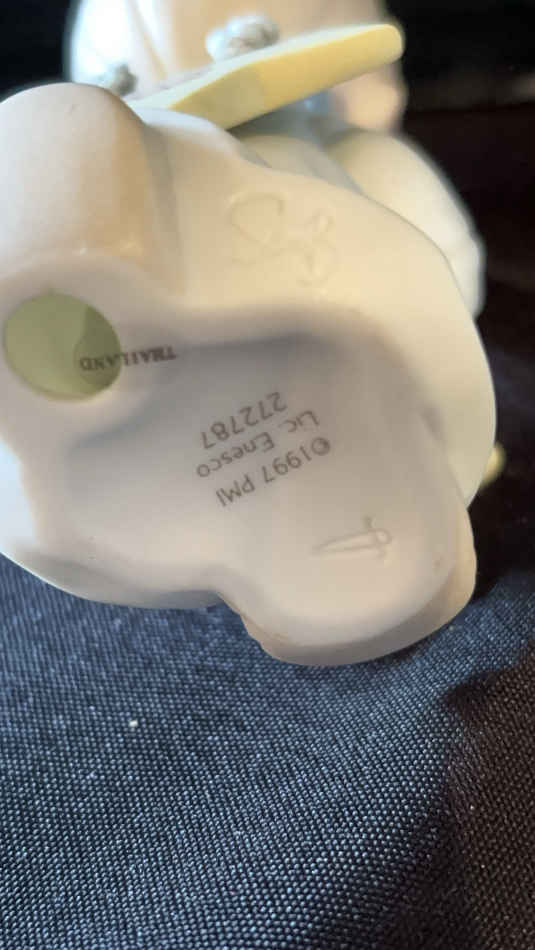 THAILAND
©1997 PMI
Lic. Enesco
272787